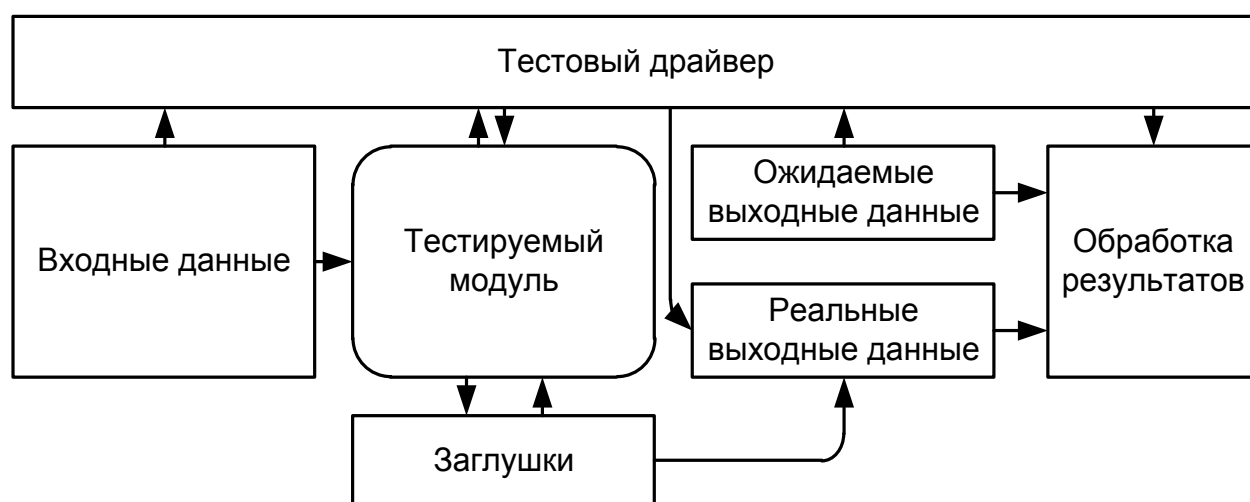 Тестовый драйвер
Входные данные
Тестируемый
модуль
Ожидаемые
выходные данные
Реальные
выходные данные
Обработка
результатов
Заглушки